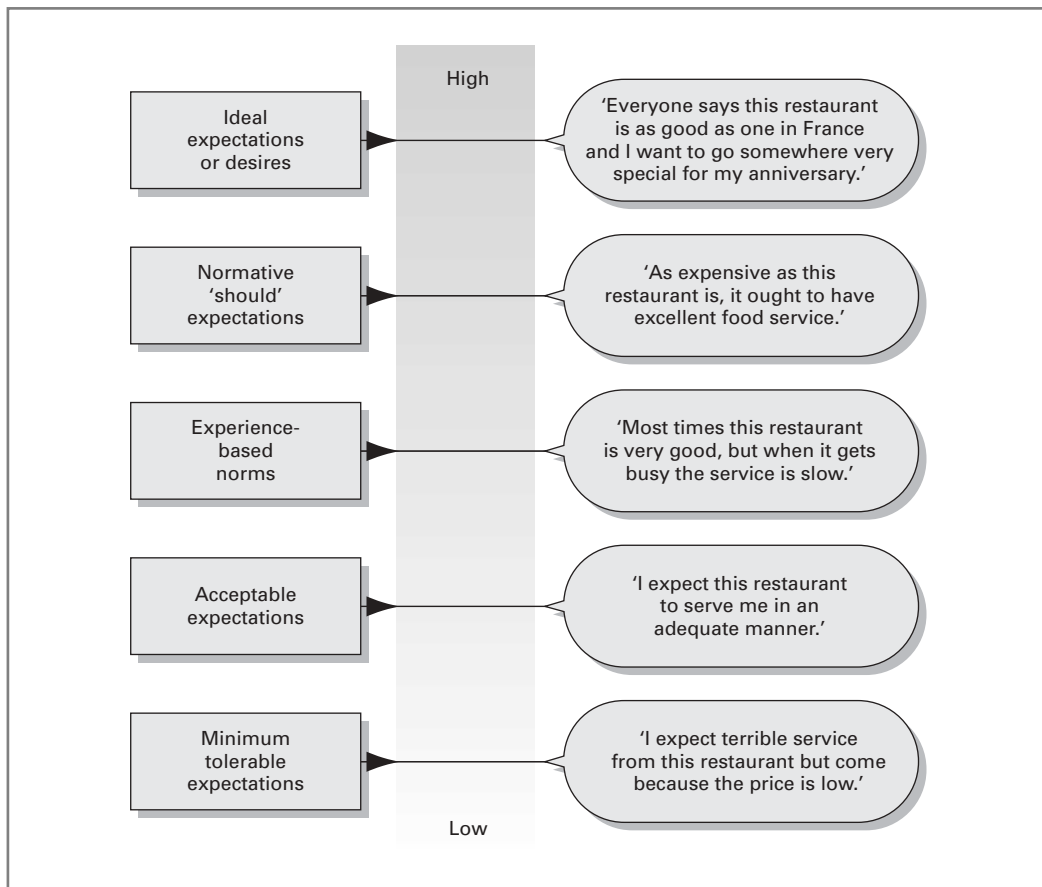 High
Ideal
expectations
or desires
‘Everyone says this restaurant
is as good as one in France
and I want to go somewhere very
special for my anniversary.’
Normative
‘should’
expectations
‘As expensive as this
restaurant is, it ought to have
excellent food service.’
Experience-
based
norms
‘Most times this restaurant
is very good, but when it gets
busy the service is slow.’
Acceptable
expectations
‘I expect this restaurant
to serve me in an
adequate manner.’
Minimum
tolerable
expectations
‘I expect terrible service
from this restaurant but come
because the price is low.’
Low